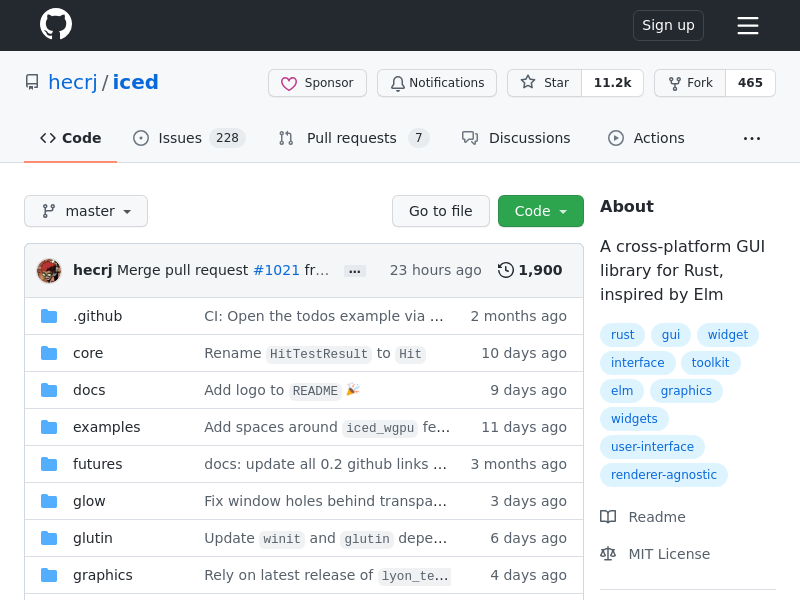 Sign up
hecrj / iced
Sponsor
Notifications
Star 11.2k
Fork 465
Code
Issues 228
Pull requests 7
Discussions
Actions
master
Go to file
Code
hecrj Merge pull request #1021 fr… … 23 hours ago 1,900
.github CI: Open the todos example via … 2 months ago
core Rename HitTestResult to Hit 10 days ago
docs Add logo to README 🎉 9 days ago
examples Add spaces around iced_wgpu fe… 11 days ago
futures docs: update all 0.2 github links … 3 months ago
glow Fix window holes behind transpa… 3 days ago
glutin Update winit and glutin depe… 6 days ago
graphics Rely on latest release of lyon_te… 4 days ago
About
A cross-platform GUI
library for Rust,
inspired by Elm
rust gui widget
interface toolkit
elm graphics
widgets
user-interface
renderer-agnostic
Readme
MIT License